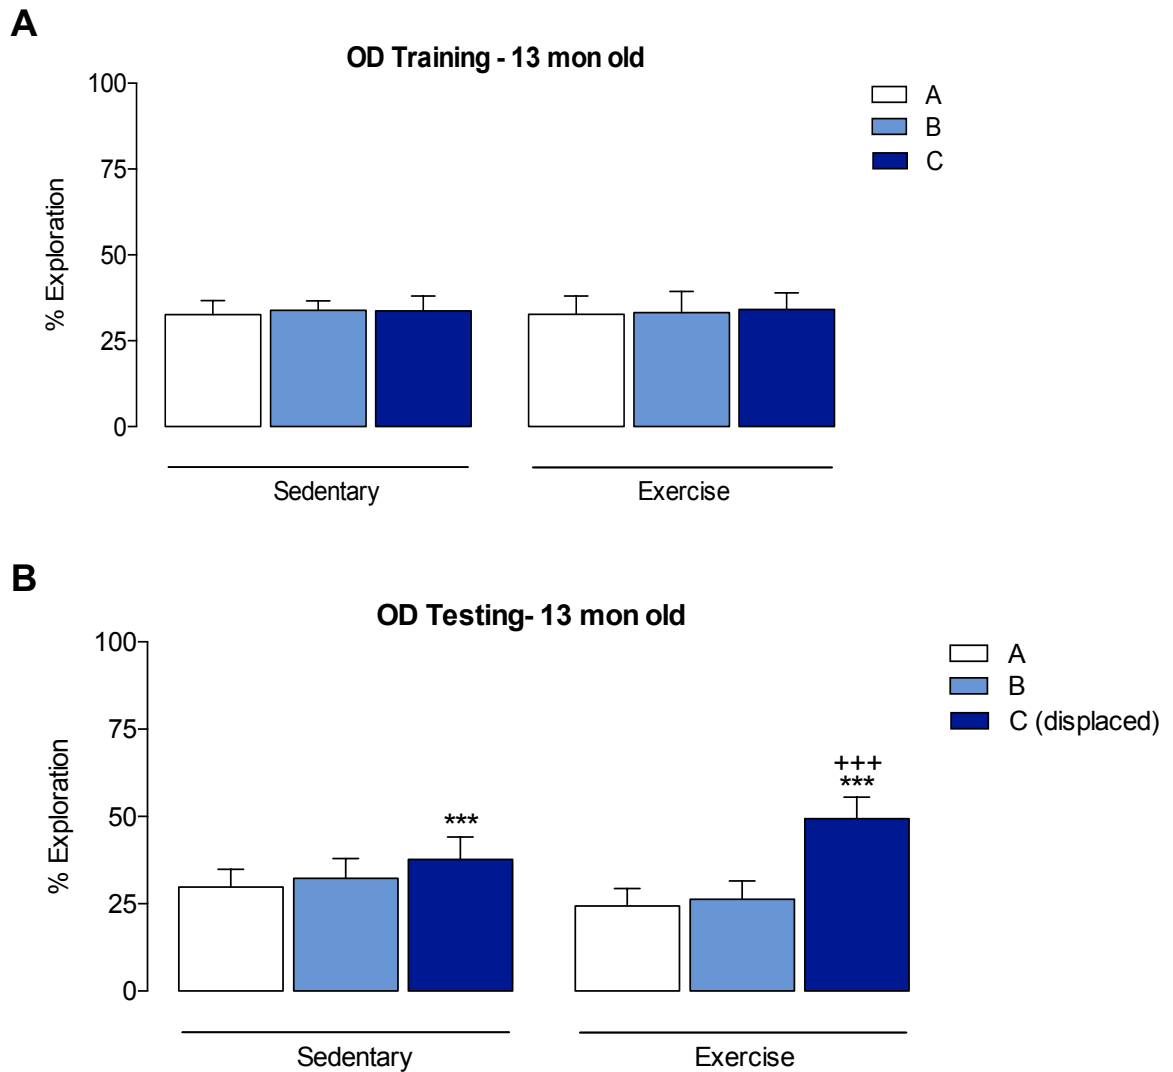 A
OD Training - 13 mon old
100
75
50
25
0
% Exploration
A
B
C
Sedentary
Exercise
B
OD Testing- 13 mon old
100
75
50
25
0
% Exploration
A
B
C (displaced)
***
+++
***
Sedentary
Exercise